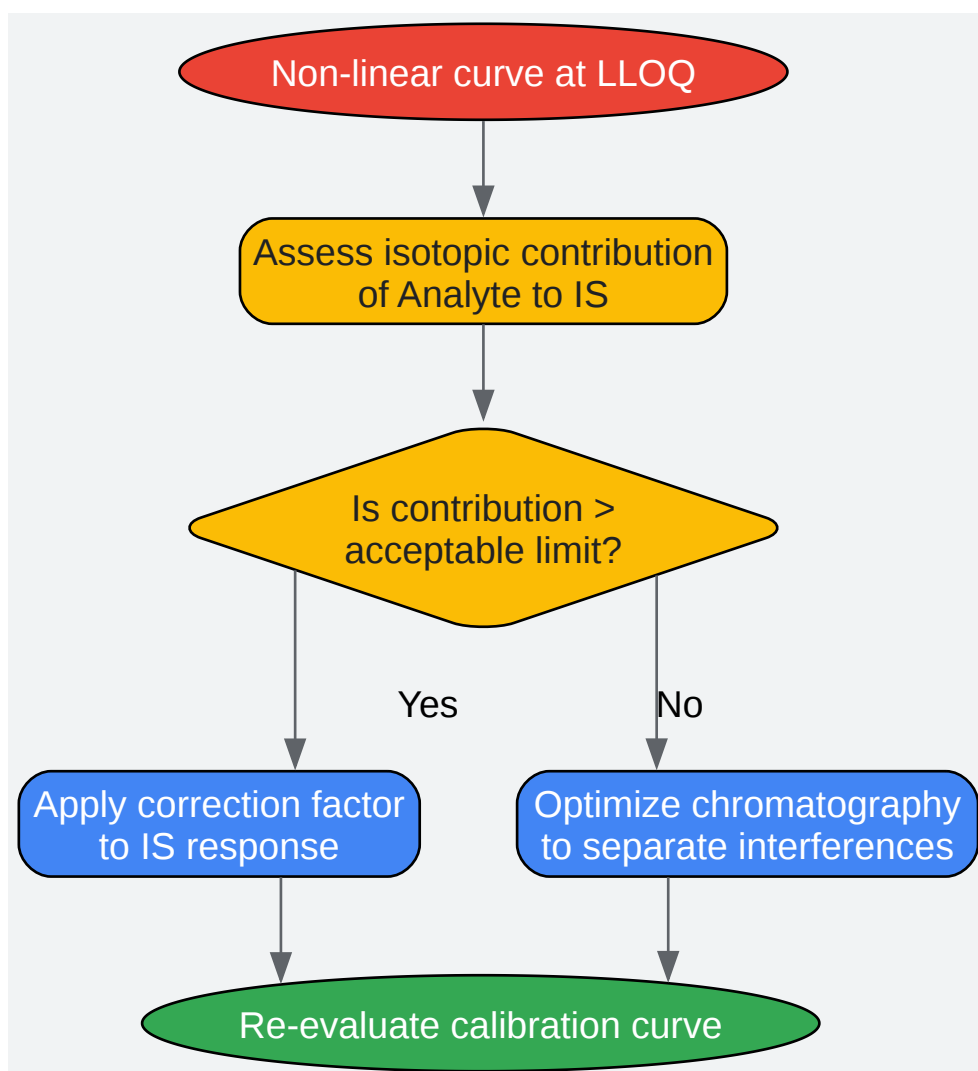 Non-linear curve at LLOQ
Assess isotopic contribution
of Analyte to IS
Is contribution >
acceptable limit?
Yes
No
Apply correction factor
to IS response
Optimize chromatography
to separate interferences
Re-evaluate calibration curve